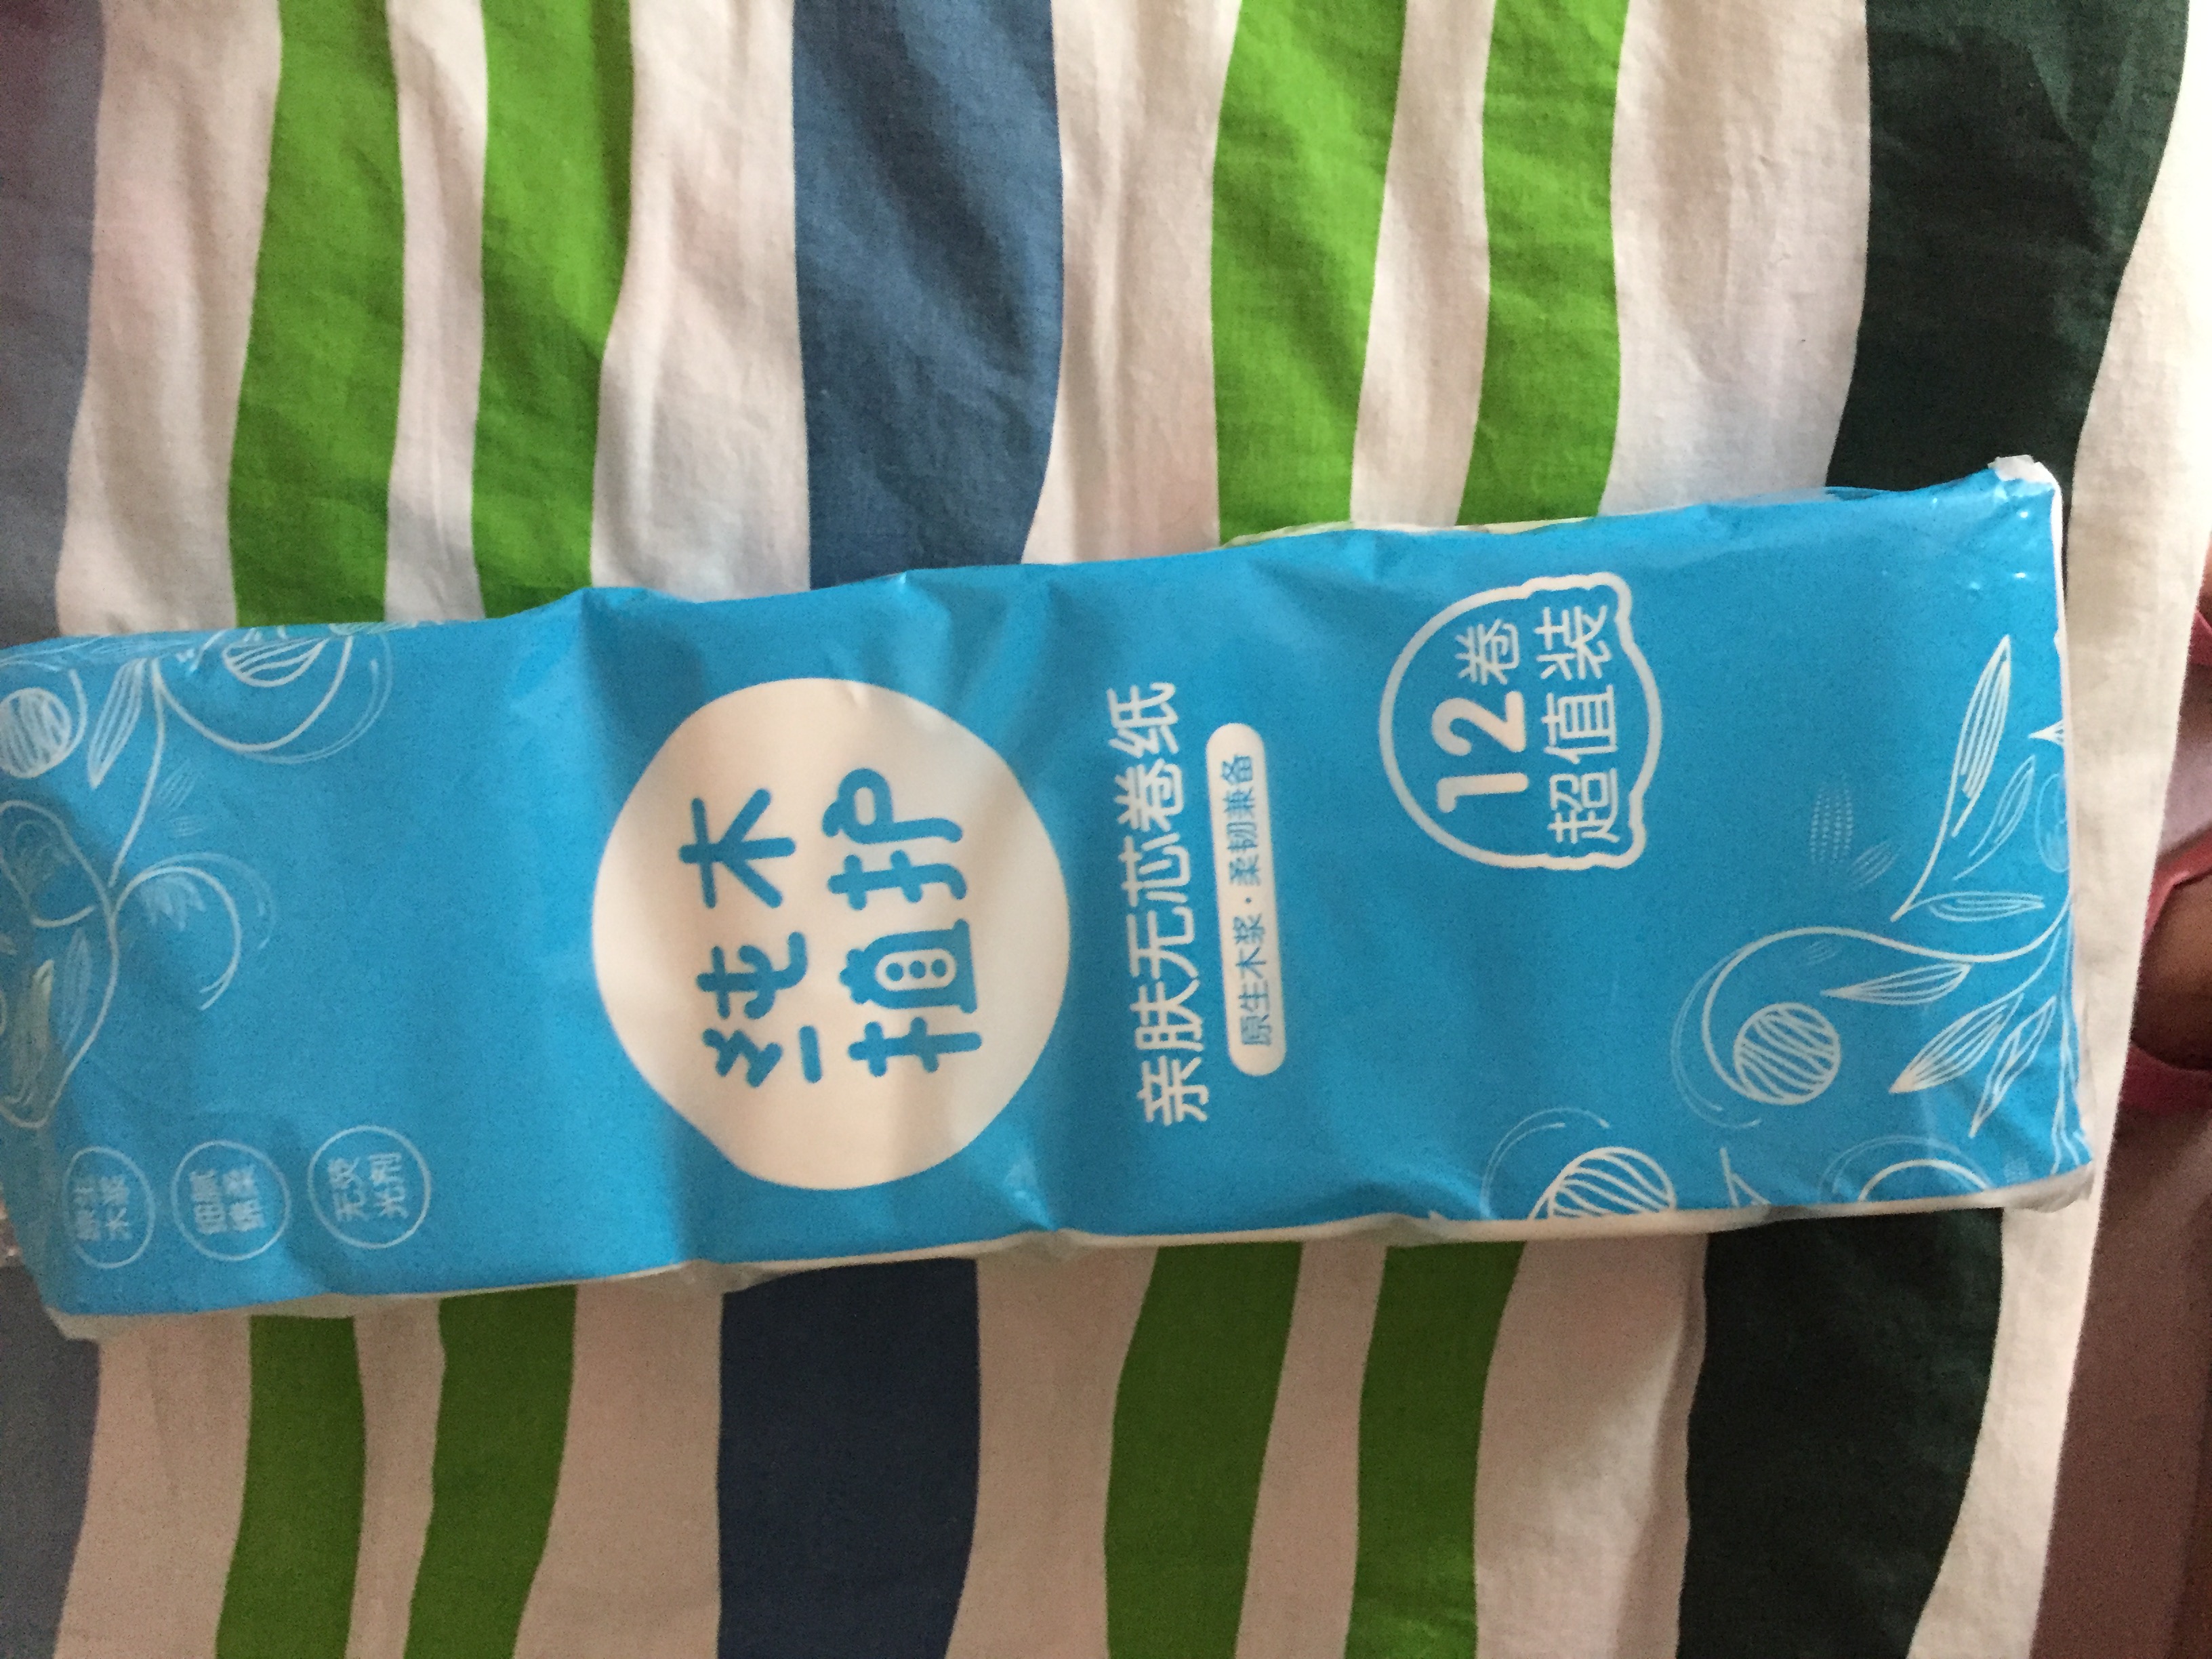 原生
木浆
细腻
绵柔
无荧
光剂
纯木
植护
亲肤无芯卷纸
原生木浆·柔韧兼备
12卷
超值装